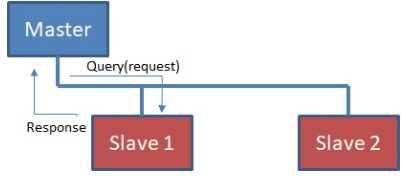 Master
Query(request)
Response
Slave 1
Slave 2